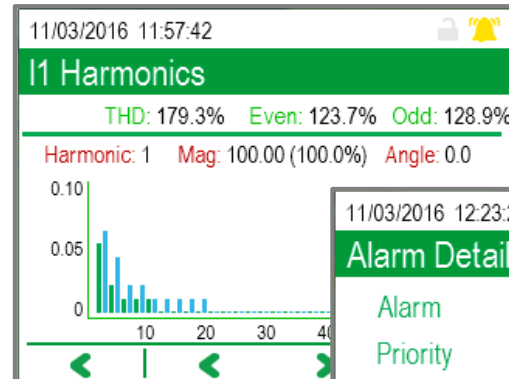 11/03/2016 11:57:42
I1 Harmonics
THD: 179.3% Even: 123.7% Odd: 128.9%
Harmonic: 1 Mag: 100.00 (100.0%) Angle: 0.0
0.10
0.05
0
10 20 30
11/03/2016 12:23:
Alarm Detail
Alarm
Priority